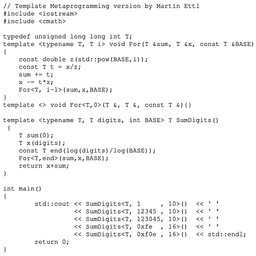 // Template Metaprogramming version by Martin Ettl
#include <iostream>
#include <cmath>
typedef unsigned long long int T;
template <typename T, T i> void For(T &sum, T &x, const T &BASE)
{
const double z(std::pow(BASE,i));
const T t = x/z;
sum += t;
x -= t*z;
For<T, i-1>(sum,x,BASE);
}
template <> void For<T,0>(T &, T &, const T &){}
template <typename T, T digits, int BASE> T SumDigits()
{
T sum(0);
T x(digits);
const T end(log(digits)/log(BASE));
For<T,end>(sum,x,BASE);
return x+sum;
}
int main()
{
std::cout << SumDigits<T, 1 , 10>() << ' '
<< SumDigits<T, 12345 , 10>() << ' '
<< SumDigits<T, 123045, 10>() << ' '
<< SumDigits<T, 0xfe , 16>() << ' '
<< SumDigits<T, 0xf0e , 16>() << std::endl;
return 0;
}